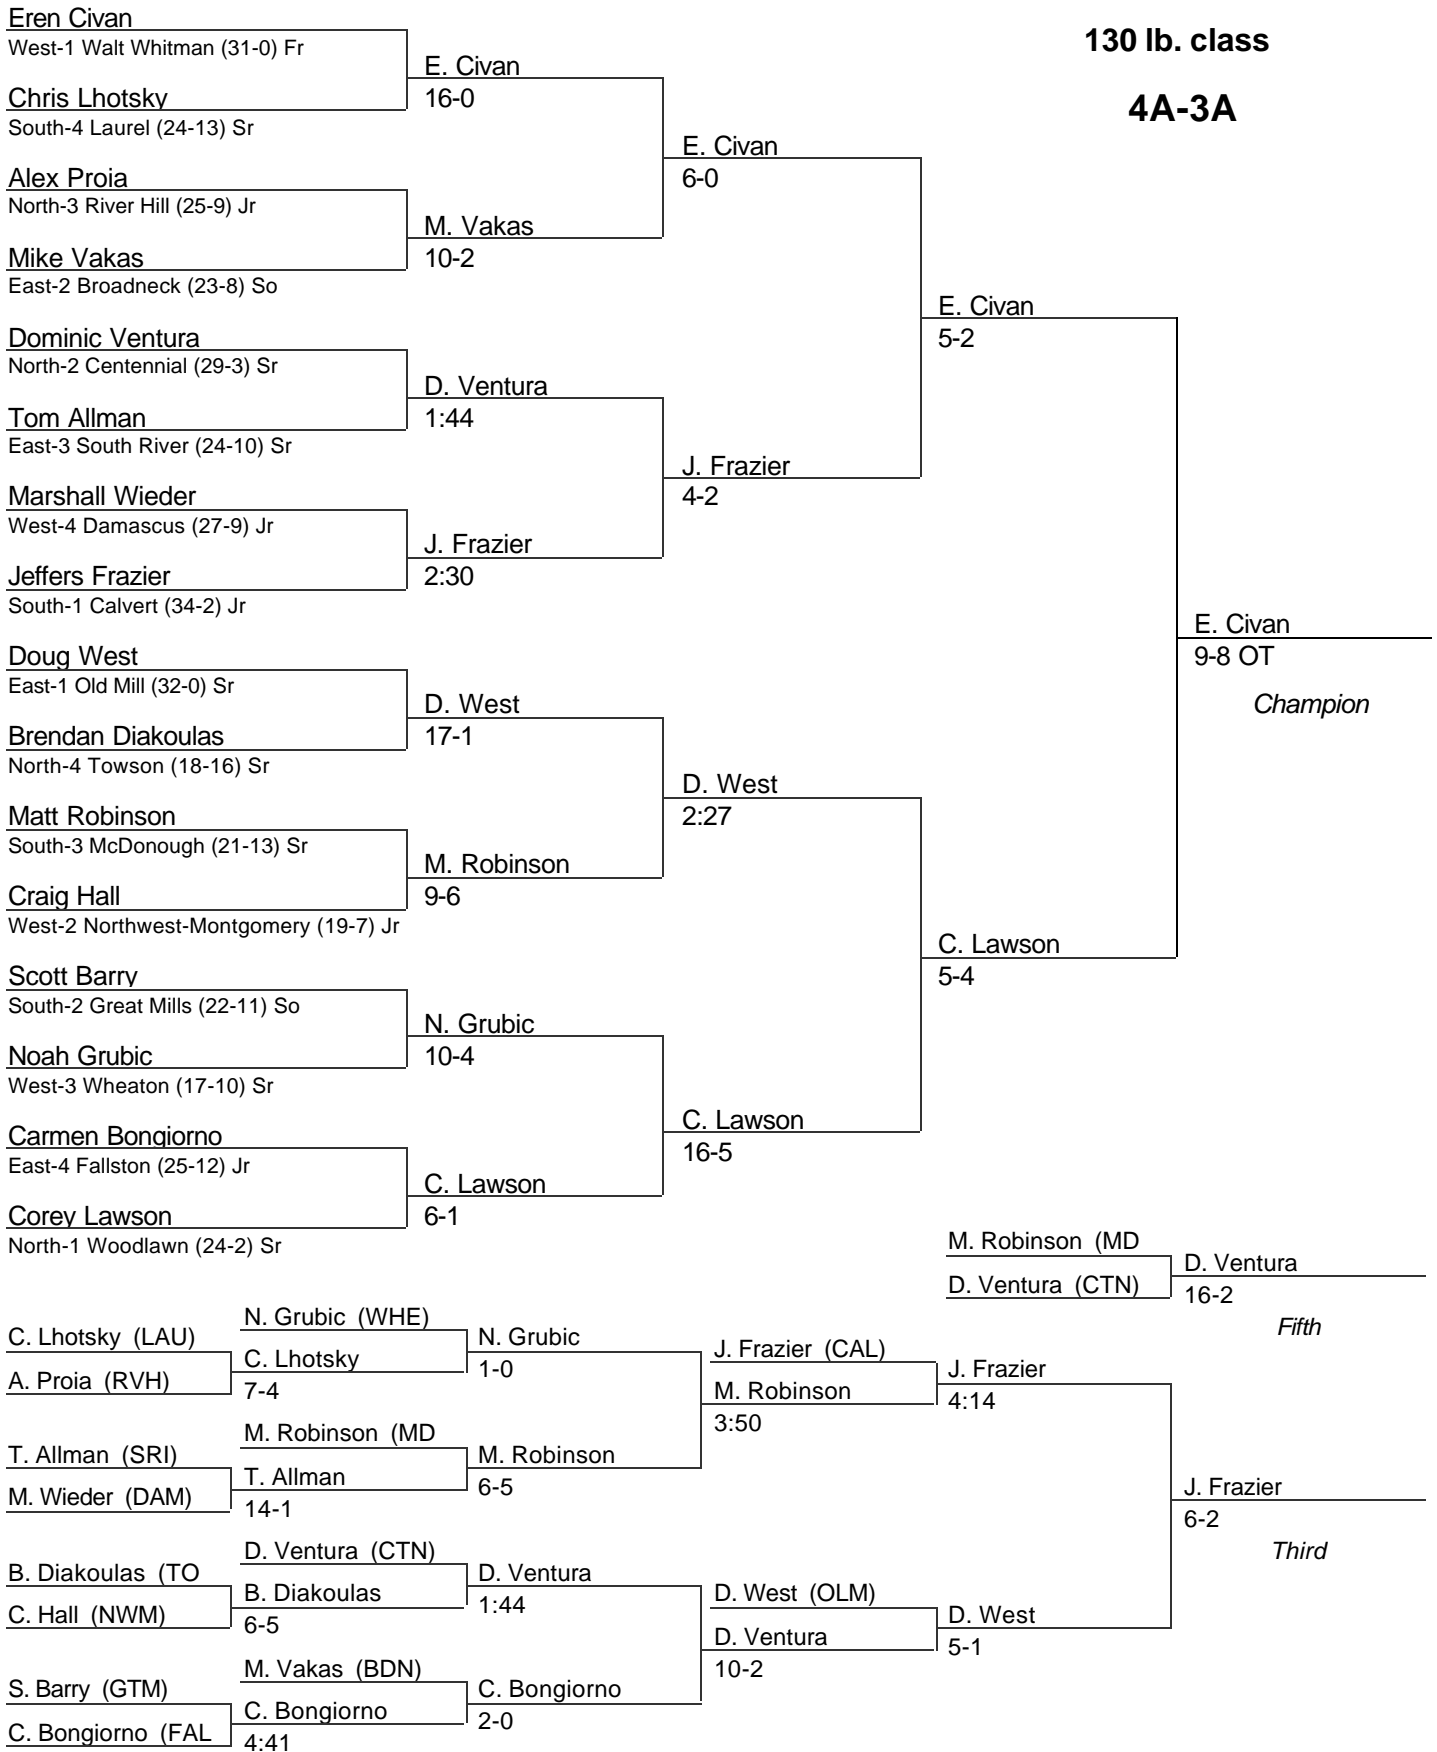 130 lb. class
4A-3A
Eren Civan
West-1 Walt Whitman (31-0) Fr
Chris Lhotsky
South-4 Laurel (24-13) Sr
Alex Proia
North-3 River Hill (25-9) Jr
Mike Vakas
East-2 Broadneck (23-8) So
Dominic Ventura
North-2 Centennial (29-3) Sr
Tom Allman
East-3 South River (24-10) Sr
Marshall Wieder
West-4 Damascus (27-9) Jr
Jeffers Frazier
South-1 Calvert (34-2) Jr
Doug West
East-1 Old Mill (32-0) Sr
Brendan Diakoulas
North-4 Towson (18-16) Sr
Matt Robinson
South-3 McDonough (21-13) Sr
Craig Hall
West-2 Northwest-Montgomery (19-7) Jr
Scott Barry
South-2 Great Mills (22-11) So
Noah Grubic
West-3 Wheaton (17-10) Sr
Carmen Bongiorno
East-4 Fallston (25-12) Jr
Corey Lawson
North-1 Woodlawn (24-2) Sr
E. Civan
16-0
M. Vakas
10-2
D. Ventura
1:44
J. Frazier
2:30
D. West
17-1
M. Robinson
9-6
N. Grubic
10-4
C. Lawson
6-1
E. Civan
6-0
J. Frazier
4-2
D. West
2:27
C. Lawson
16-5
E. Civan
5-2
C. Lawson
5-4
E. Civan
9-8 OT
Champion
M. Robinson (MD
D. Ventura (CTN)
D. Ventura
16-2
Fifth
C. Lhotsky (LAU)
A. Proia (RVH)
T. Allman (SRI)
M. Wieder (DAM)
B. Diakoulas (TO
C. Hall (NWM)
S. Barry (GTM)
C. Bongiorno (FAL
N. Grubic (WHE)
C. Lhotsky
7-4
M. Robinson (MD
T. Allman
14-1
D. Ventura (CTN)
B. Diakoulas
6-5
M. Vakas (BDN)
C. Bongiorno
4:41
N. Grubic
1-0
M. Robinson
6-5
D. Ventura
1:44
C. Bongiorno
2-0
J. Frazier (CAL)
M. Robinson
3:50
D. West (OLM)
D. Ventura
10-2
J. Frazier
4:14
D. West
5-1
J. Frazier
6-2
Third